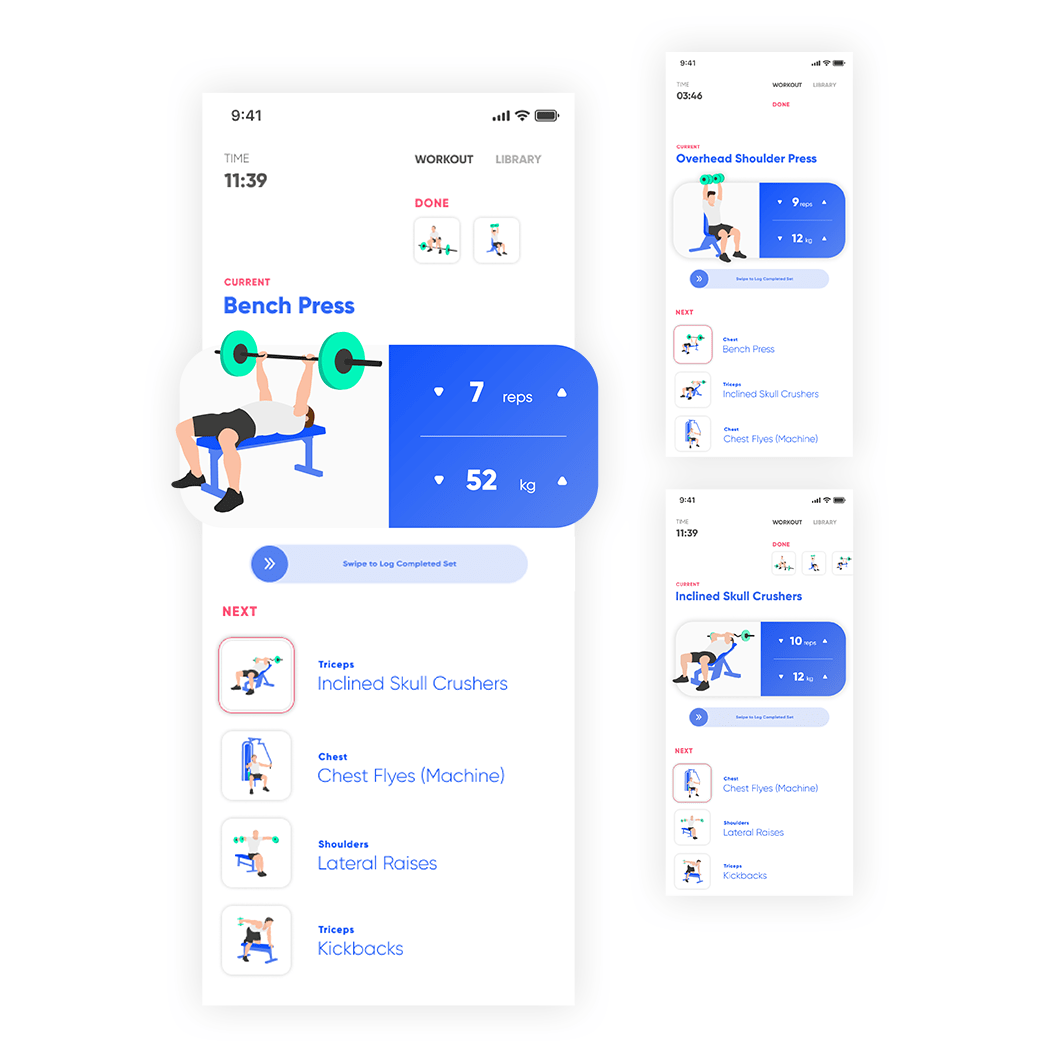 9:41
TIME
11:39
WORKOUT LIBRARY
DONE
CURRENT
Bench Press
7 reps
52 kg
Swipe to Log Completed Set
NEXT
Triceps
Inclined Skull Crushers
Chest
Chest Flyes (Machine)
Shoulders
Lateral Raises
Triceps
Kickbacks
9:41
TIME
03:46
WORKOUT LIBRARY
DONE
CURRENT
Overhead Shoulder Press
9 reps
12 kg
Swipe to Log Completed Set
NEXT
Chest
Bench Press
Triceps
Inclined Skull Crushers
Chest
Chest Flyes (Machine)
9:41
TIME
11:39
WORKOUT LIBRARY
DONE
CURRENT
Inclined Skull Crushers
10 reps
12 kg
Swipe to Log Completed Set
NEXT
Chest
Chest Flyes (Machine)
Shoulders
Lateral Raises
Triceps
Kickbacks